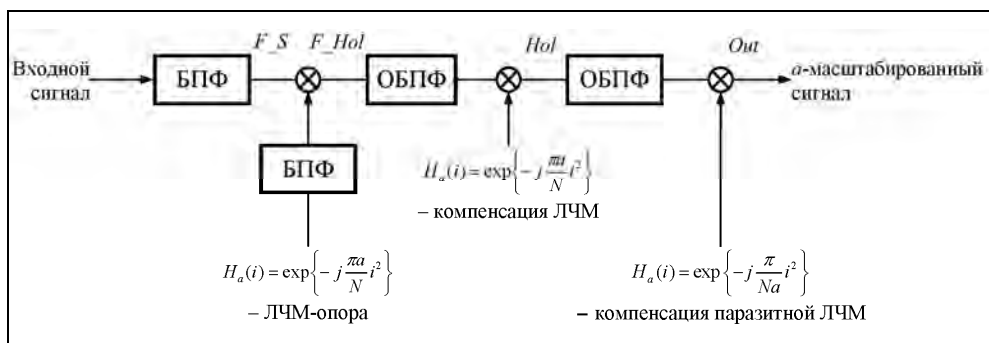 F_S F_Hol Hol Out
Входной сигнал
БПФ
ОБПФ
ОБПФ
a-масштабированный сигнал
БПФ
H_a(i) = exp{-j πa/N i²}
– компенсация ЛЧМ
H_a(i) = exp{-j πa/N i²}
– ЛЧМ-опора
H_a(i) = exp{-j π/Na i²}
– компенсация паразитной ЛЧМ